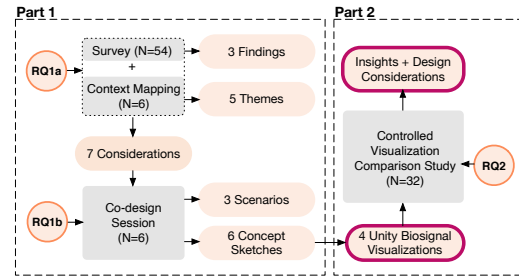 Part 1
RQ1a
Survey (N=54)
+
Context Mapping
(N=6)
3 Findings
5 Themes
7 Considerations
RQ1b
Co-design
Session
(N=6)
3 Scenarios
6 Concept
Sketches
Part 2
Insights + Design
Considerations
Controlled
Visualization
Comparison Study
(N=32)
RQ2
4 Unity Biosignal
Visualizations